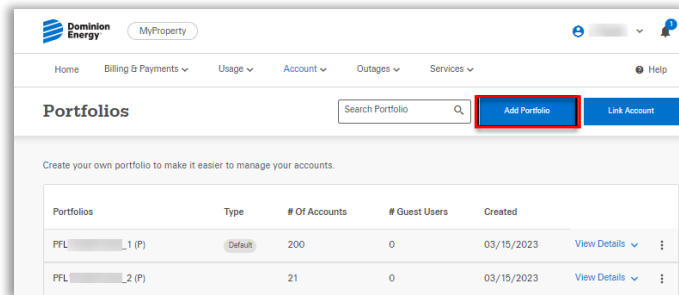 Dominion Energy MyProperty 1
Home Billing & Payments Usage Account Outages Services Help
Portfolios Search Portfolio Add Portfolio Link Account
Create your own portfolio to make it easier to manage your accounts.
Portfolios Type # Of Accounts # Guest Users Created
PFL _1 (P) Default 200 0 03/15/2023 View Details
PFL _2 (P) 21 0 03/15/2023 View Details